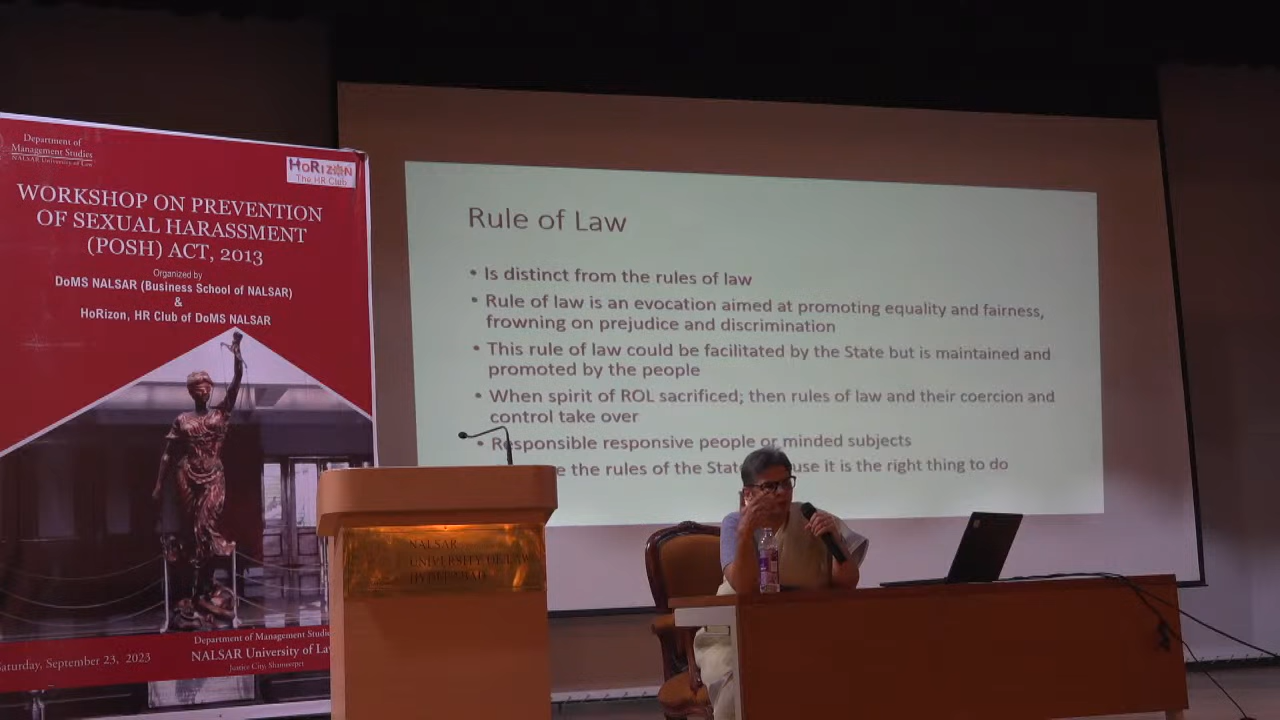 Department of
Management Studies
NALSAR University of Law
HoRizon
The HR Club
WORKSHOP ON PREVENTION
OF SEXUAL HARASSMENT
(POSH) ACT, 2013
Organized by
DoMS NALSAR (Business School of NALSAR)
&
HoRizon, HR Club of DoMS NALSAR
Department of Management
Saturday, September 23, 2023
NALSAR University of
Justice City, Shameerpet
Rule of Law
• Is distinct from the rules of law
• Rule of law is an evocation aimed at promoting equality and fairness,
frowning on prejudice and discrimination
• This rule of law could be facilitated by the State but is maintained and
promoted by the people
• When spirit of ROL sacrificed; then rules of law and their coercion and
control take over
• Responsible responsive people or minded subjects
the rules of the it is the right thing to do
NALSAR
UNIVERSITY OF LAW
HYDERABAD